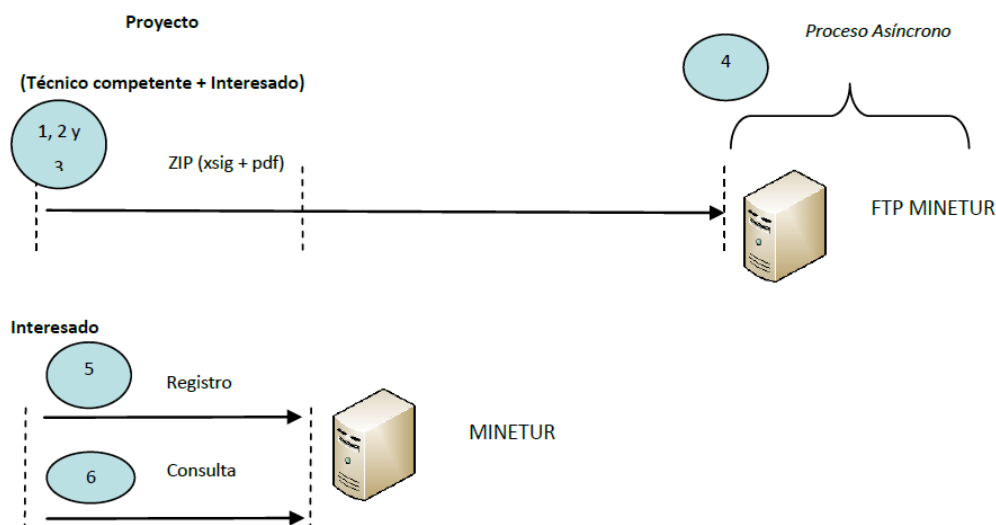 Proyecto
Proceso Asíncrono
4
(Técnico competente + Interesado)
1, 2 y
3
ZIP (xsig + pdf)
FTP MINETUR
Interesado
5
Registro
MINETUR
6
Consulta